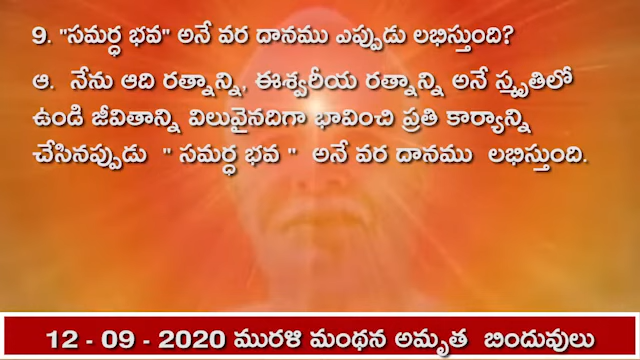 9. "సమర్ధ భవ" అనే వర దానము ఎప్పుడు లభిస్తుంది?
ఆ. నేను ఆది రత్నాన్ని, ఈశ్వరీయ రత్నాన్ని అనే స్మృతిలో
ఉండి జీవితాన్ని విలువైనదిగా భావించి ప్రతి కార్యాన్ని
చేసినప్పుడు " సమర్ధ భవ " అనే వర దానము లభిస్తుంది.
12 - 09 - 2020 మురళి మంథన అమృత బిందువులు